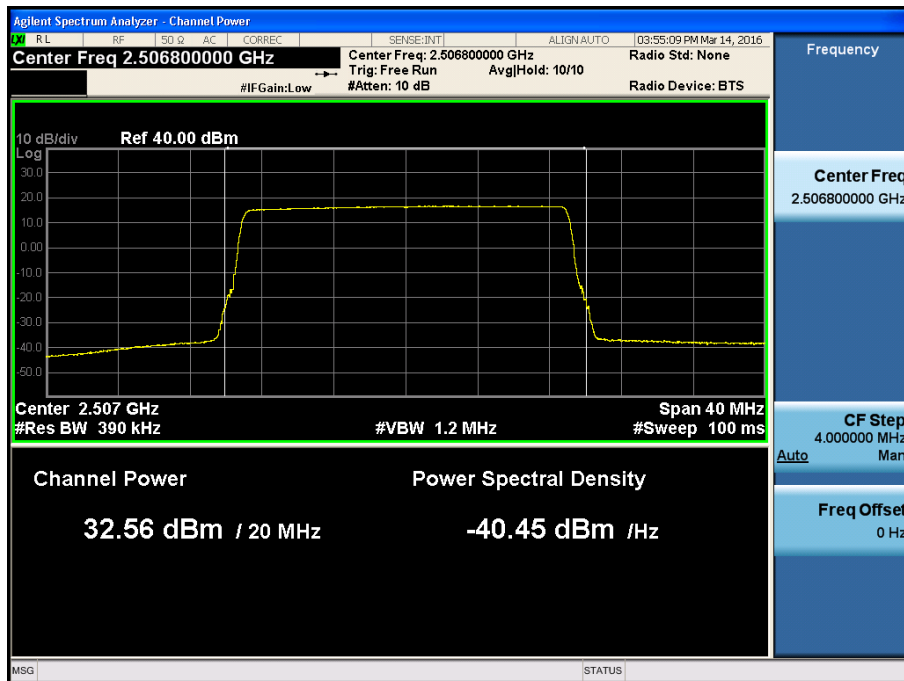 Agilent Spectrum Analyzer - Channel Power
LXI RL RF 50 Ω AC CORREC SENSE:INT ALIGN AUTO 03:55:09 PM Mar 14, 2016
Center Freq 2.506800000 GHz
Center Freq: 2.506800000 GHz Radio Std: None
Trig: Free Run Avg|Hold: 10/10
#IFGain:Low #Atten: 10 dB Radio Device: BTS
10 dB/div Ref 40.00 dBm
Log
30.0
20.0
10.0
0.00
-10.0
-20.0
-30.0
-40.0
-50.0
Center 2.507 GHz Span 40 MHz
#Res BW 390 kHz #VBW 1.2 MHz #Sweep 100 ms
Channel Power Power Spectral Density
32.56 dBm / 20 MHz -40.45 dBm /Hz
MSG STATUS
Frequency
Center Freq
2.506800000 GHz
CF Step
4.000000 MHz
Auto Man
Freq Offset
0 Hz